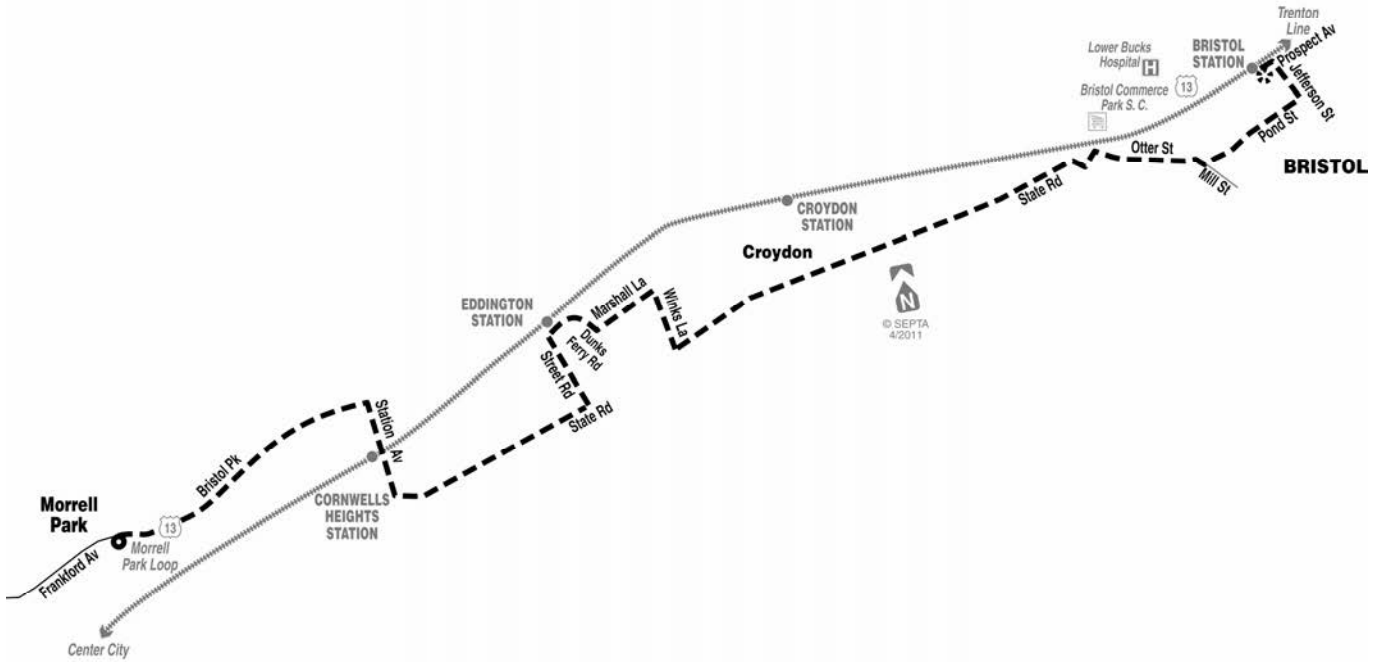 Trenton
Line
Prospect Av
BRISTOL
STATION
Lower Bucks
Hospital
H
13
Bristol Commerce
Park S. C.
Jefferson St
Pond St
Otter St
Mill St
BRISTOL
State Rd
CROYDON
STATION
Croydon
N
© SEPTA
4/2011
Winks La
Marshall La
EDDINGTON
STATION
Dunks
Ferry Rd
Street Rd
State Rd
Station Av
Bristol Pk
CORNWELLS
HEIGHTS
STATION
Morrell
Park
13
Morrell
Park Loop
Frankford Av
Center City